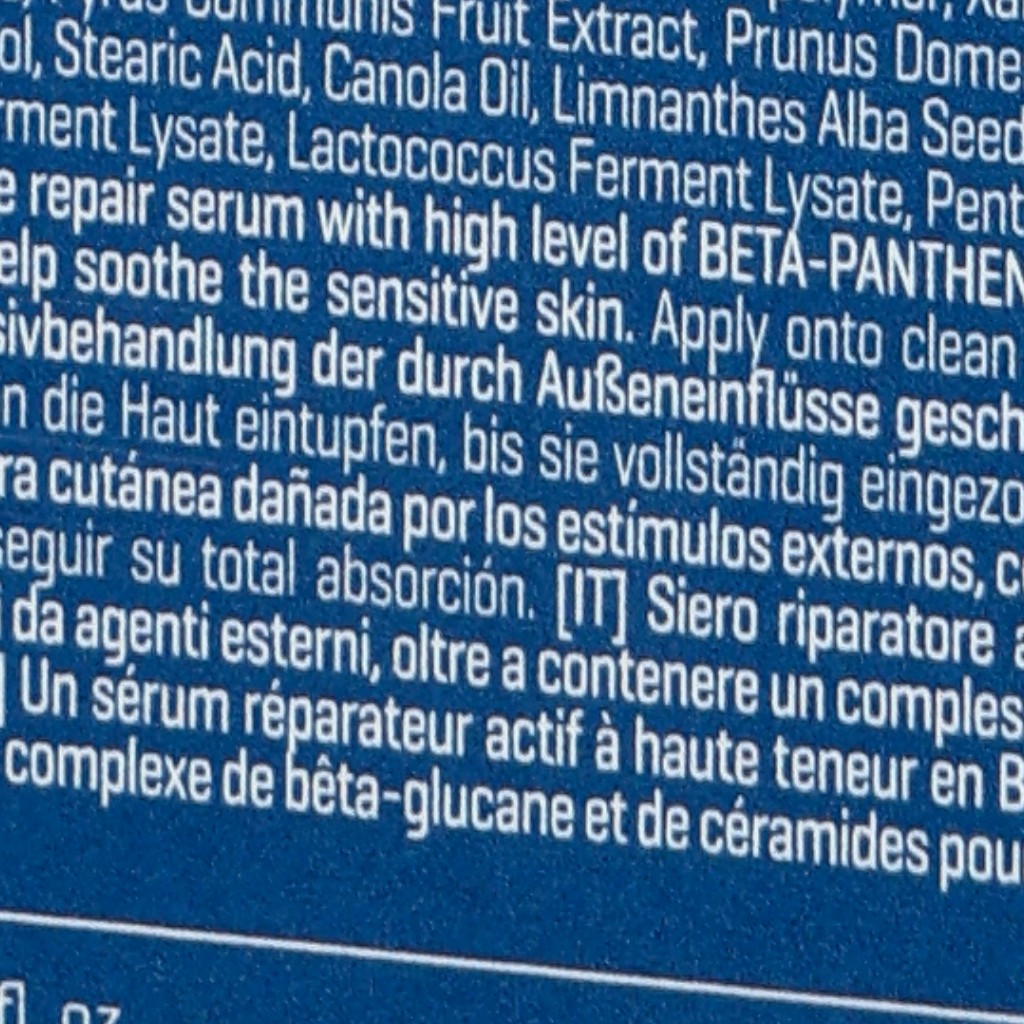 Pyrus Communis Fruit Extract, Prunus Dome
ol, Stearic Acid, Canola Oil, Limnanthes Alba Seed
rment Lysate, Lactococcus Ferment Lysate, Pent
e repair serum with high level of BETA-PANTHEN
elp soothe the sensitive skin. Apply onto clean
sivbehandlung der durch Außeneinflüsse gesch
n die Haut eintupfen, bis sie vollständig eingezo
ra cutánea dañada por los estímulos externos, c
seguir su total absorción. [IT] Siero riparatore a
i da agenti esterni, oltre a contenere un comples
] Un sérum réparateur actif à haute teneur en B
complexe de bêta-glucane et de céramides pou
fl. oz